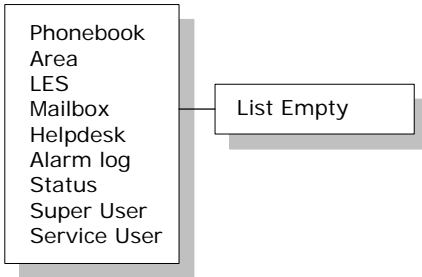 Phonebook
Area
LES
Mailbox
Helpdesk
Alarm log
Status
Super User
Service User
List Empty